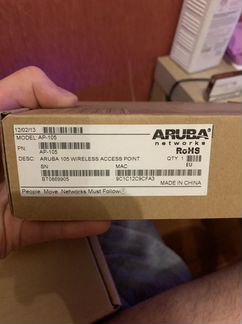 12/02/13
MODEL: AP-105
ARUBA
networks
PN:
AP-105
RoHS
DESC: ARUBA 105 WIRELESS ACCESS POINT
QTY. 1
EU
SN:
MAC
BT0669905
9C1C12C9CFA3
MADE IN CHINA
People Move. Networks Must Follow.